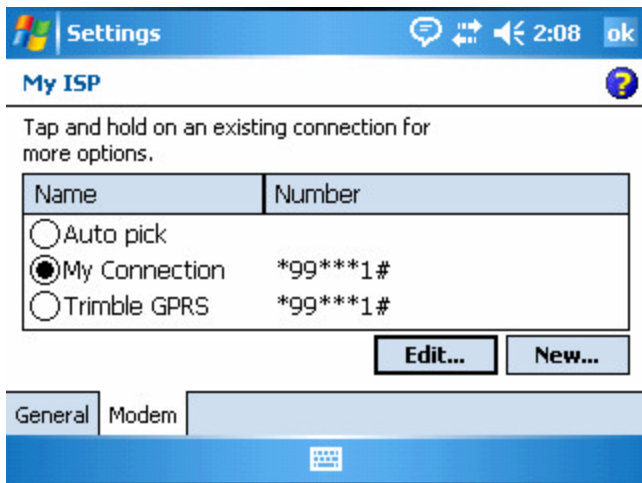 Settings 2:08 ok
My ISP ?
Tap and hold on an existing connection for
more options.
Name Number
Auto pick
My Connection *99***1#
Trimble GPRS *99***1#
Edit... New...
General Modem